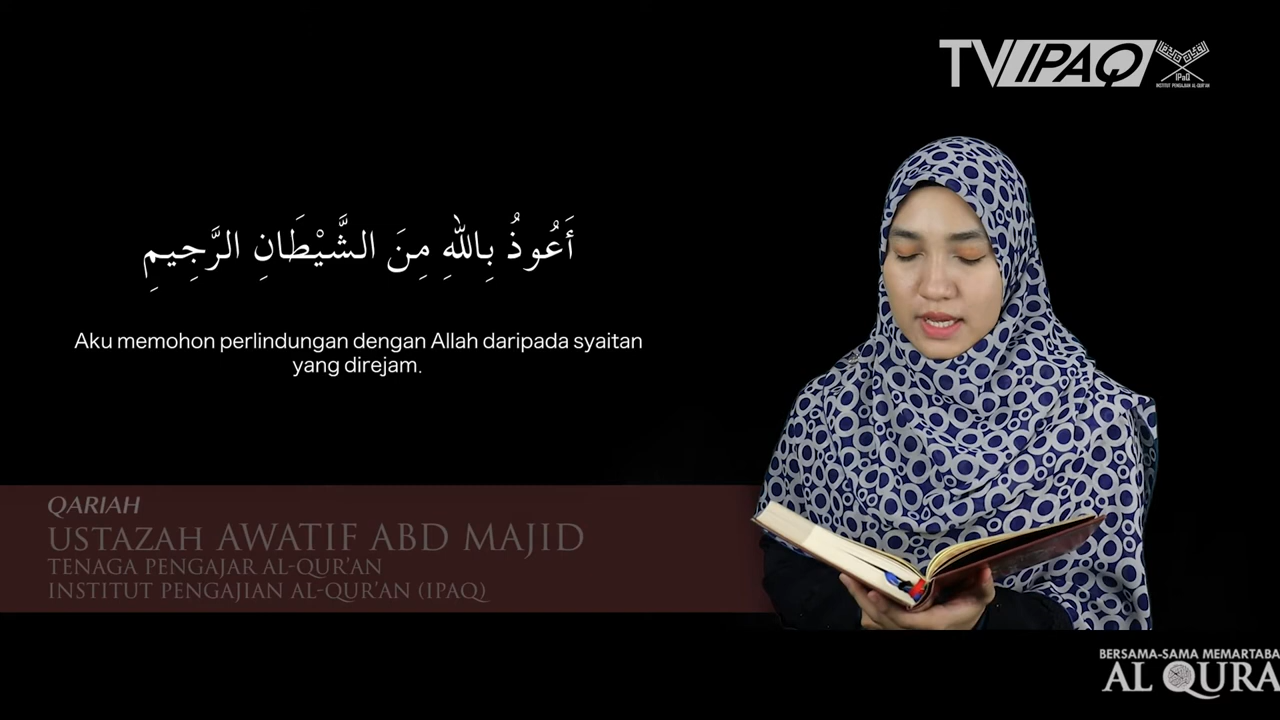 TV IPAQ
IPaQ
INSTITUT PENGAJIAN AL-QUR'AN
أَعُوذُ بِاللهِ مِنَ الشَّيْطَانِ الرَّجِيمِ
Aku memohon perlindungan dengan Allah daripada syaitan
yang direjam.
QARIAH
USTAZAH AWATIF ABD MAJID
TENAGA PENGAJAR AL-QUR'AN
INSTITUT PENGAJIAN AL-QUR'AN (IPAQ)
BERSAMA-SAMA MEMARTABA
AL QURA